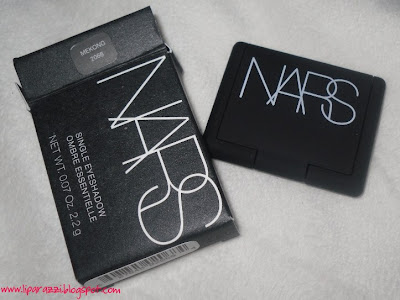 MEKONG
2066
NARS
SINGLE EYESHADOW
OMBRE ESSENTIELLE
NET WT. 0.07 Oz. 2.2 g
NARS
www.liparazzi.blogspot.com